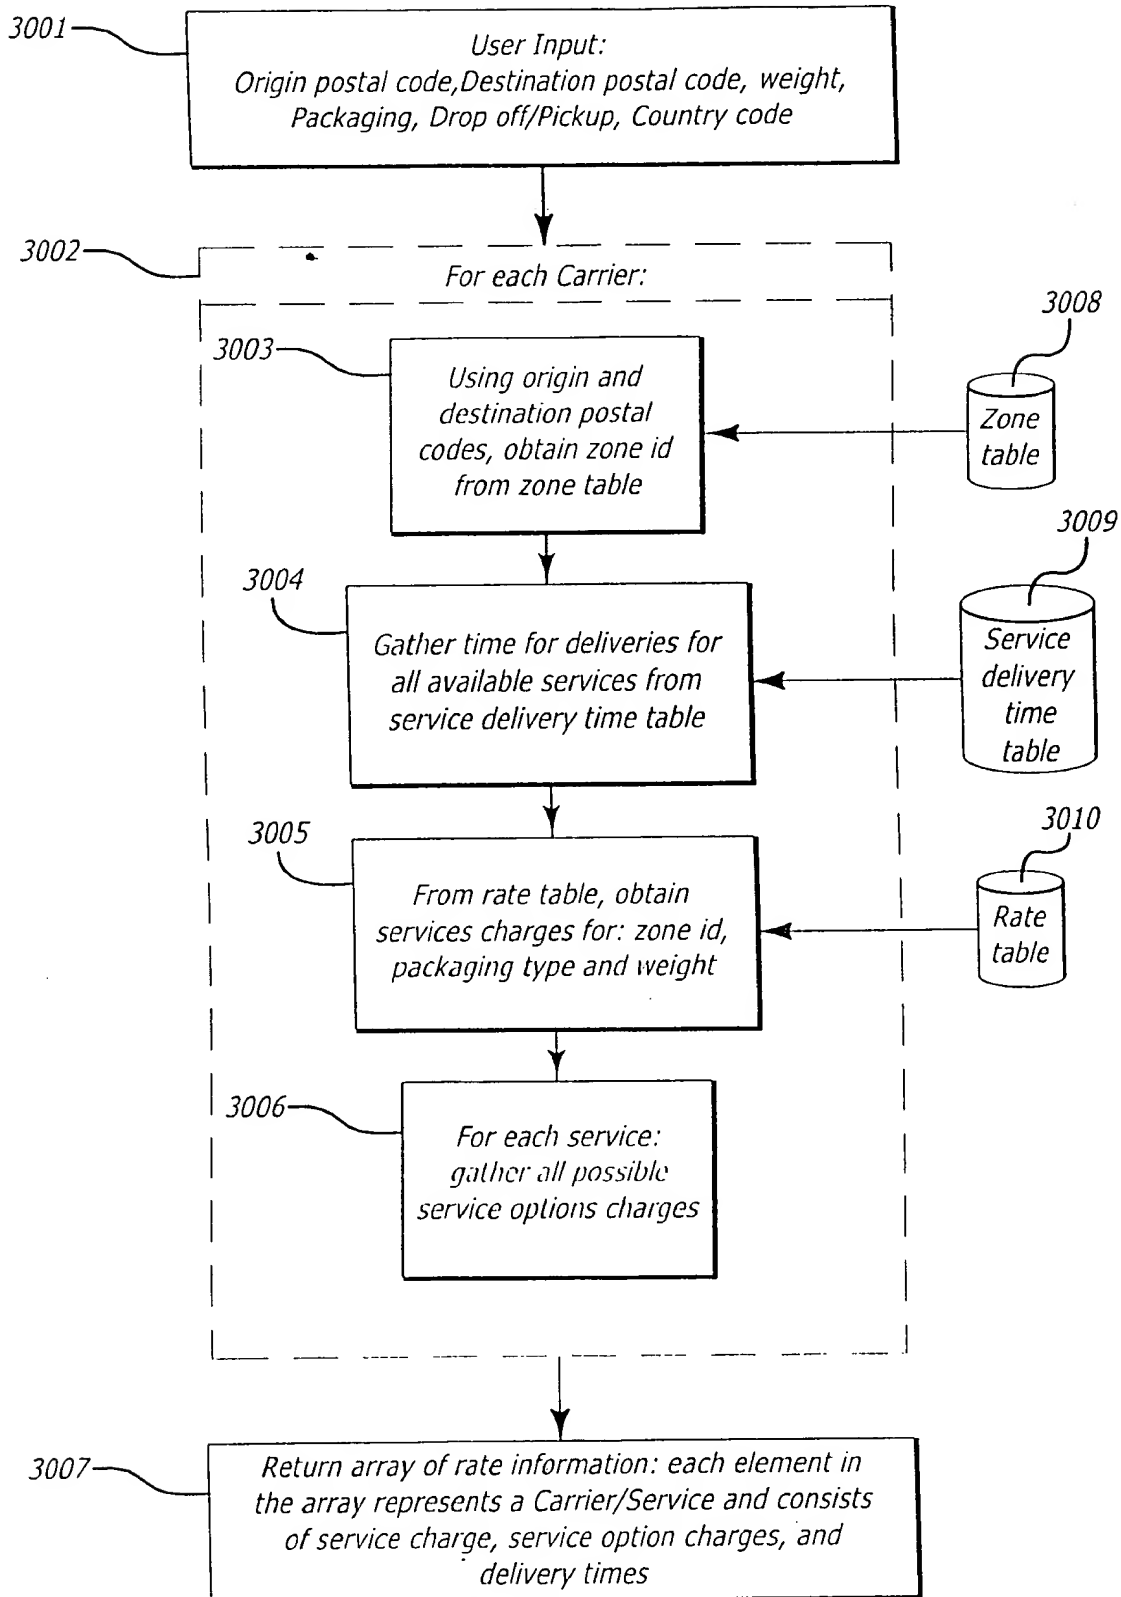 3001
User Input:
Origin postal code,Destination postal code, weight,
Packaging, Drop off/Pickup, Country code
3002
For each Carrier:
3003
Using origin and
destination postal
codes, obtain zone id
from zone table
3008
Zone
table
3004
Gather time for deliveries for
all available services from
service delivery time table
3009
Service
delivery
time
table
3005
From rate table, obtain
services charges for: zone id,
packaging type and weight
3010
Rate
table
3006
For each service:
gather all possible
service options charges
3007
Return array of rate information: each element in
the array represents a Carrier/Service and consists
of service charge, service option charges, and
delivery times